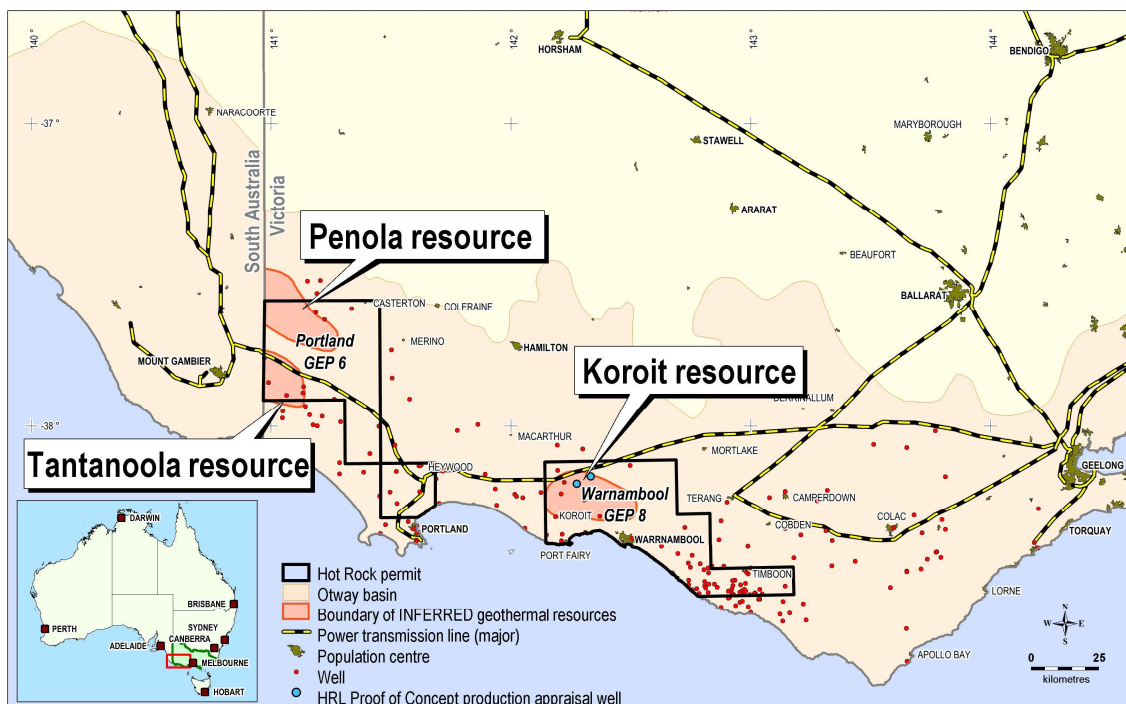 140 °
141 °
142 °
143 °
144 °
HORSHAM
BENDIGO
NARACOORTE
-37 °
MARYBOROUGH
STAWELL
South Australia
Victoria
ARARAT
Penola resource
BEAUFORT
BALLARAT
CASTERTON
COLERAINE
Portland
GEP 6
MERINO
HAMILTON
MOUNT GAMBIER
Koroit resource
DERRINALLUM
-38 °
MACARTHUR
Tantanoola resource
MORTLAKE
HEYWOOD
GEELONG
Warnambool
GEP 8
TERANG
CAMPERDOWN
KOROIT
COBDEN
COLAC
PORTLAND
TORQUAY
WARRNAMBOOL
PORT FAIRY
TIMBOON
LORNE
APOLLO BAY
DARWIN
BRISBANE
PERTH
SYDNEY
CANBERRA
ADELAIDE
MELBOURNE
HOBART
Hot Rock permit
Otway basin
Boundary of INFERRED geothermal resources
Power transmission line (major)
Population centre
Well
HRL Proof of Concept production appraisal well
N
W
E
S
0
25
kilometres